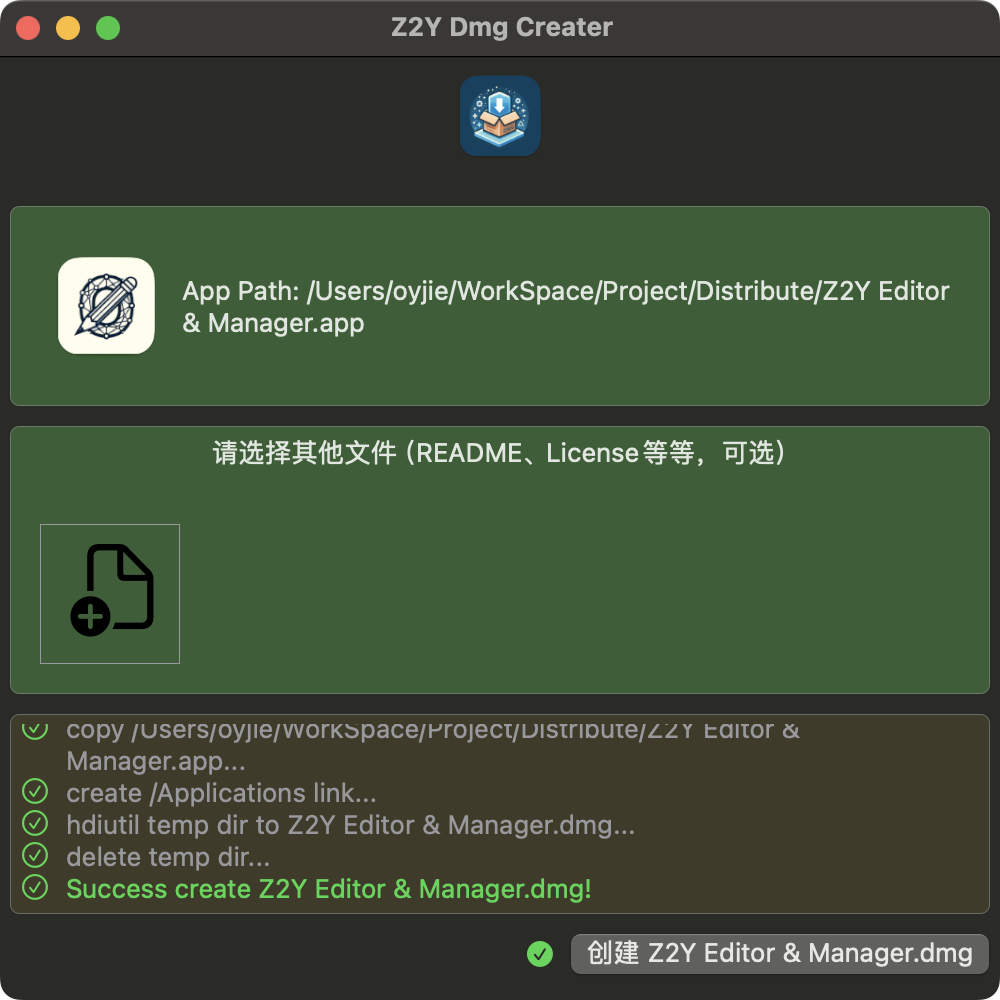 Z2Y Dmg Creater
App Path: /Users/oyjie/WorkSpace/Project/Distribute/Z2Y Editor
& Manager.app
请选择其他文件 (README、License等等，可选)
copy /Users/oyjie/WorkSpace/Project/Distribute/Z2Y Editor &
Manager.app...
create /Applications link...
hdiutil temp dir to Z2Y Editor & Manager.dmg...
delete temp dir...
Success create Z2Y Editor & Manager.dmg!
创建 Z2Y Editor & Manager.dmg